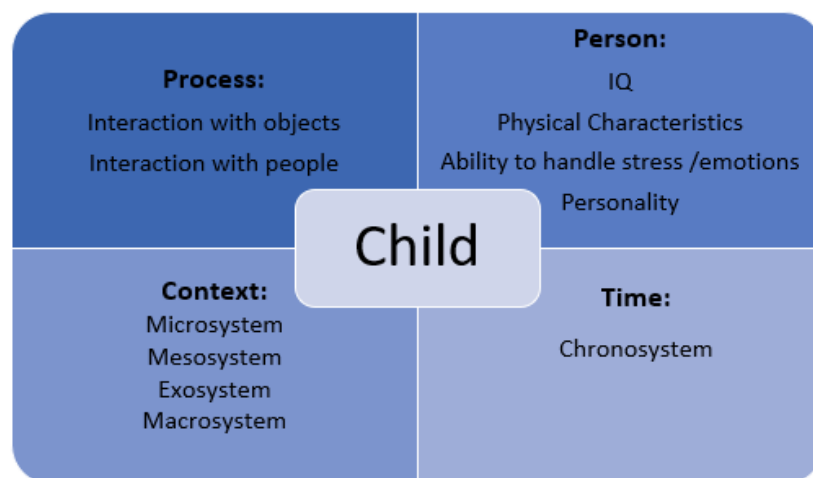 Process:
Interaction with objects
Interaction with people
Person:
IQ
Physical Characteristics
Ability to handle stress /emotions
Personality
Child
Context:
Microsystem
Mesosystem
Exosystem
Macrosystem
Time:
Chronosystem